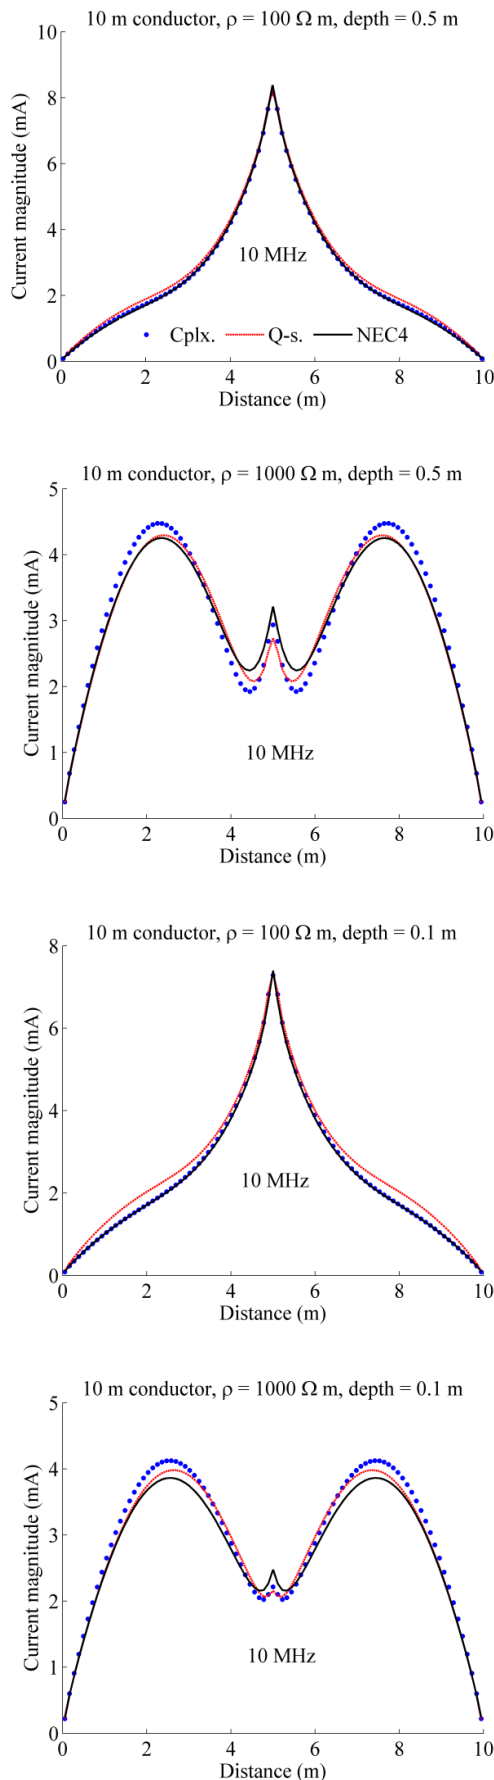 10 m conductor, ρ = 100 Ω m, depth = 0.5 m
10
8
6
4
2
0
Current magnitude (mA)
10 MHz
Cplx. Q-s. NEC4
0 2 4 6 8 10
Distance (m)
10 m conductor, ρ = 1000 Ω m, depth = 0.5 m
5
4
3
2
1
0
Current magnitude (mA)
10 MHz
0 2 4 6 8 10
Distance (m)
10 m conductor, ρ = 100 Ω m, depth = 0.1 m
8
6
4
2
0
Current magnitude (mA)
10 MHz
0 2 4 6 8 10
Distance (m)
10 m conductor, ρ = 1000 Ω m, depth = 0.1 m
5
4
3
2
1
0
Current magnitude (mA)
10 MHz
0 2 4 6 8 10
Distance (m)